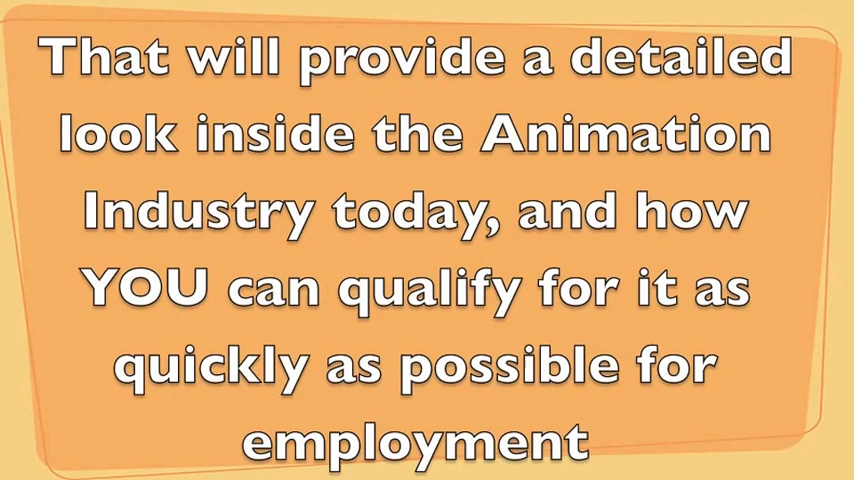 That will provide a detailed
look inside the Animation
Industry today, and how
YOU can qualify for it as
quickly as possible for
employment